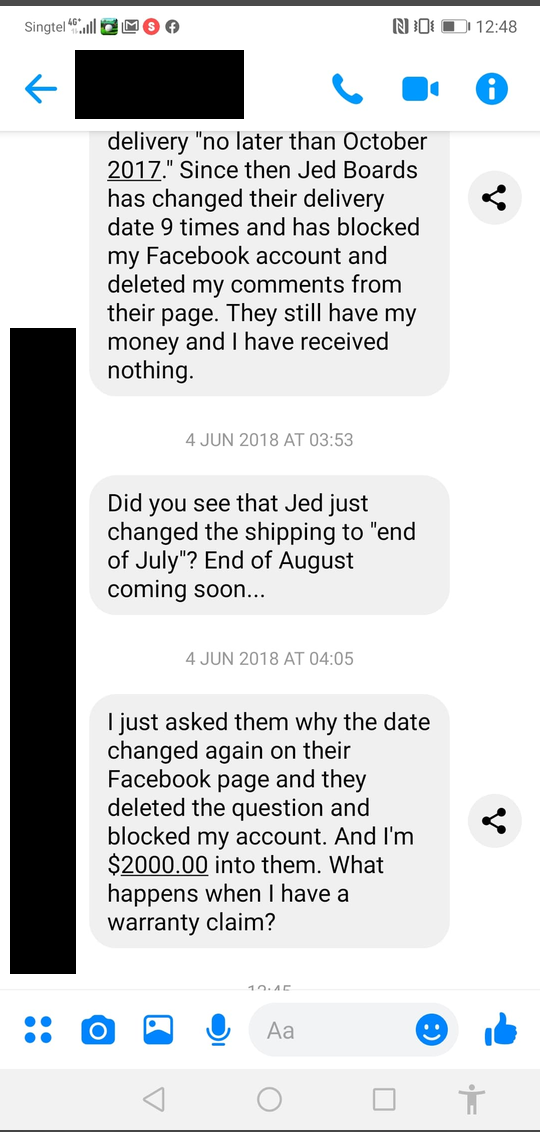 Singtel 4G+ 12:48
delivery "no later than October
2017." Since then Jed Boards
has changed their delivery
date 9 times and has blocked
my Facebook account and
deleted my comments from
their page. They still have my
money and I have received
nothing.
4 JUN 2018 AT 03:53
Did you see that Jed just
changed the shipping to "end
of July"? End of August
coming soon...
4 JUN 2018 AT 04:05
I just asked them why the date
changed again on their
Facebook page and they
deleted the question and
blocked my account. And I'm
$2000.00 into them. What
happens when I have a
warranty claim?
Aa